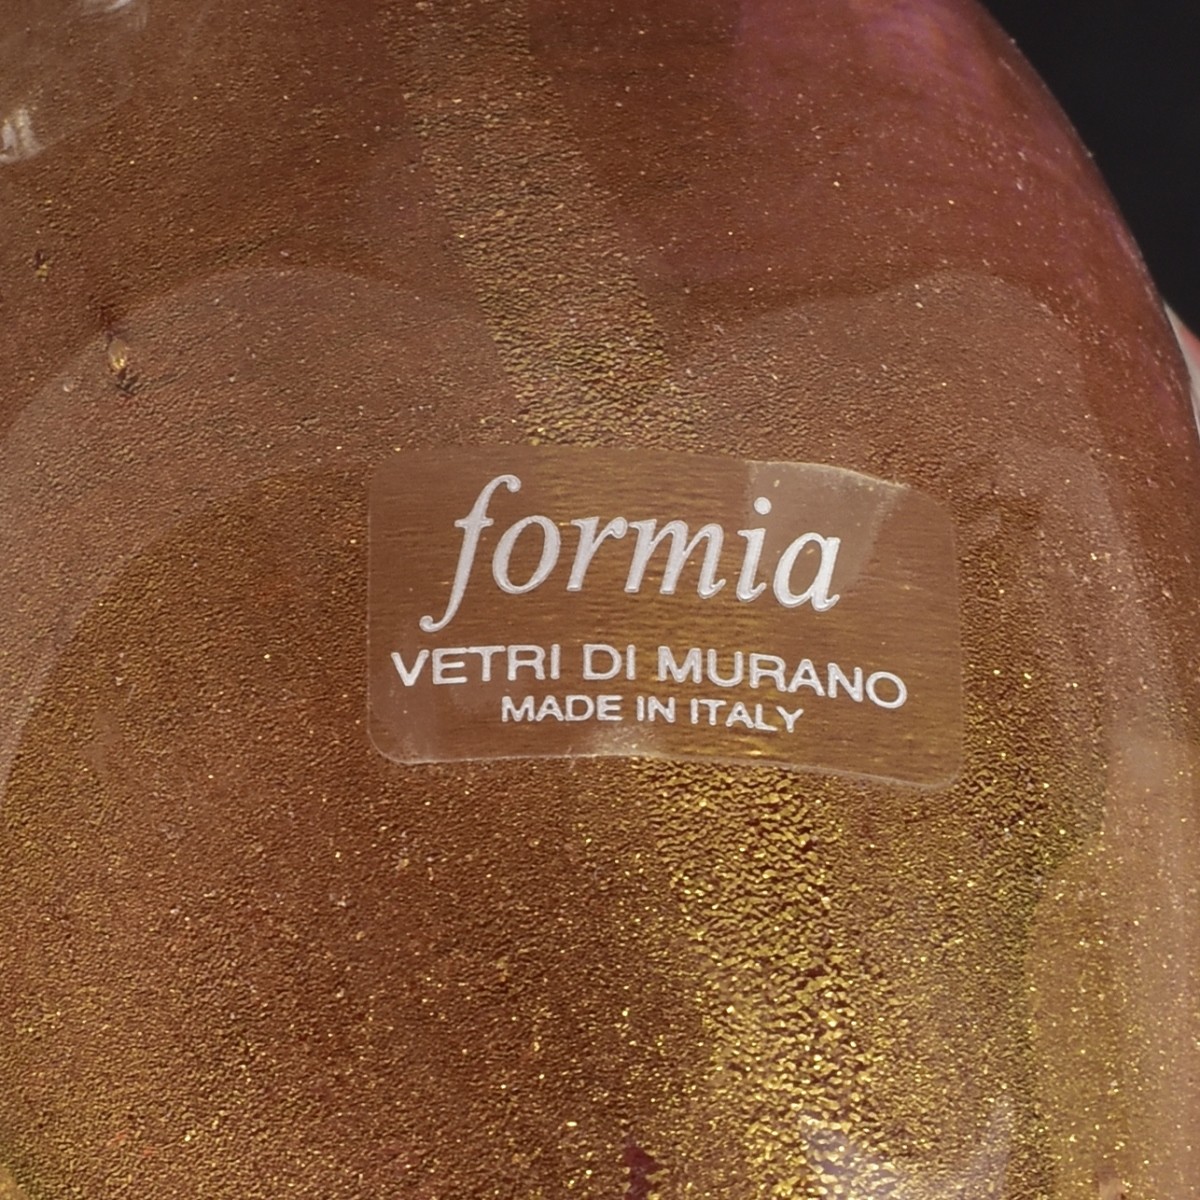 formia
VETRI DI MURANO
MADE IN ITALY